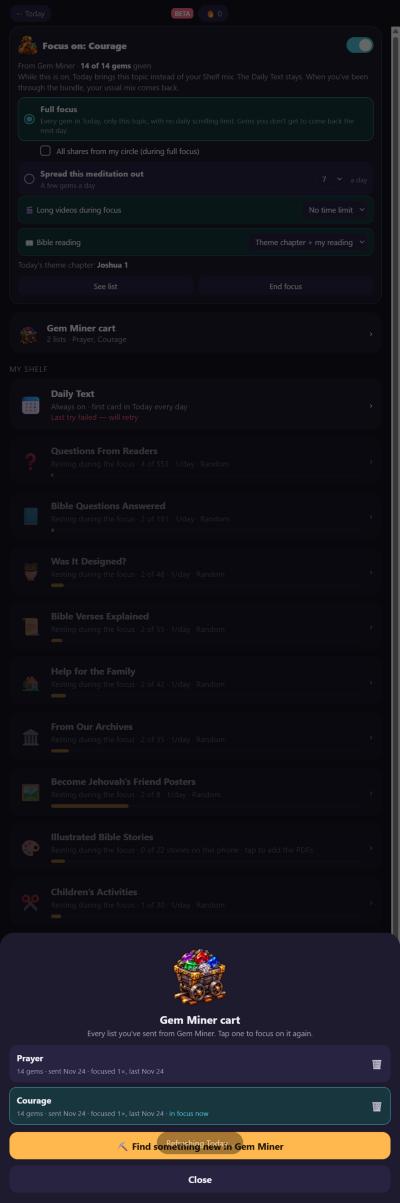 ← Today
BETA
0
Focus on: Courage
From Gem Miner · 14 of 14 gems given
While this is on, Today brings this topic instead of your Shelf mix. The Daily Text stays. When you've been
through the bundle, your usual mix comes back.
Full focus
Every gem in Today, only this topic, with no daily scrolling limit. Gems you don't get to come back the
next day.
All shares from my circle (during full focus)
Spread this meditation out
A few gems a day
7
a day
Long videos during focus
No time limit
Bible reading
Theme chapter + my reading
Today's theme chapter: Joshua 1
See list
End focus
Gem Miner cart
2 lists · Prayer, Courage
MY SHELF
Daily Text
Always on · first card in Today every day
Last try failed — will retry
Questions From Readers
Resting during the focus · 4 of 553 · 1/day · Random
Bible Questions Answered
Resting during the focus · 2 of 191 · 1/day · Random
Was It Designed?
Resting during the focus · 2 of 48 · 1/day · Random
Bible Verses Explained
Resting during the focus · 2 of 55 · 1/day · Random
Help for the Family
Resting during the focus · 2 of 42 · 1/day · Random
From Our Archives
Resting during the focus · 2 of 35 · 1/day · Random
Become Jehovah's Friend Posters
Resting during the focus · 2 of 8 · 1/day · Random
Illustrated Bible Stories
Resting during the focus · 0 of 22 stories on this phone · tap to add the PDFs
Children's Activities
Resting during the focus · 1 of 30 · 1/day · Random
Gem Miner cart
Every list you've sent from Gem Miner. Tap one to focus on it again.
Prayer
14 gems · sent Nov 24 · focused 1×, last Nov 24
Courage
14 gems · sent Nov 24 · focused 1×, last Nov 24 · in focus now
Find something new in Gem Miner
Refreshing Today
Close